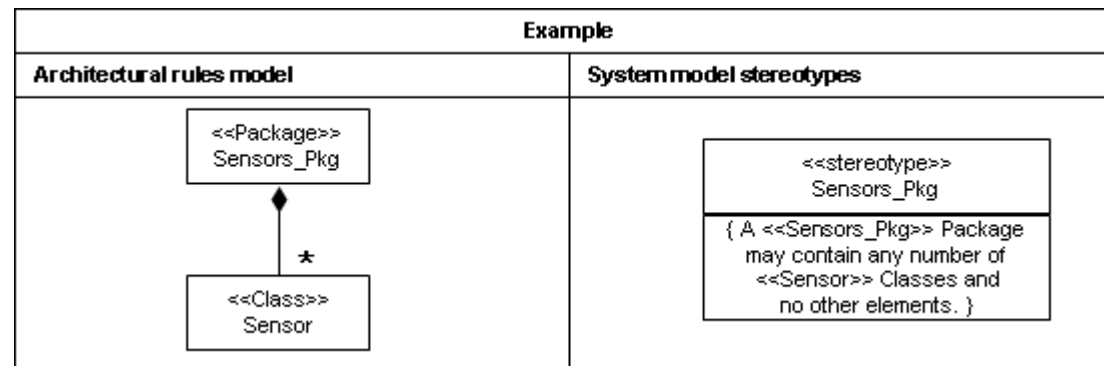 Example
Architectural rules model
System model stereotypes
<<Package>>
Sensors_Pkg
*
<<Class>>
Sensor
<<stereotype>>
Sensors_Pkg
{ A <<Sensors_Pkg>> Package
may contain any number of
<<Sensor>> Classes and
no other elements. }